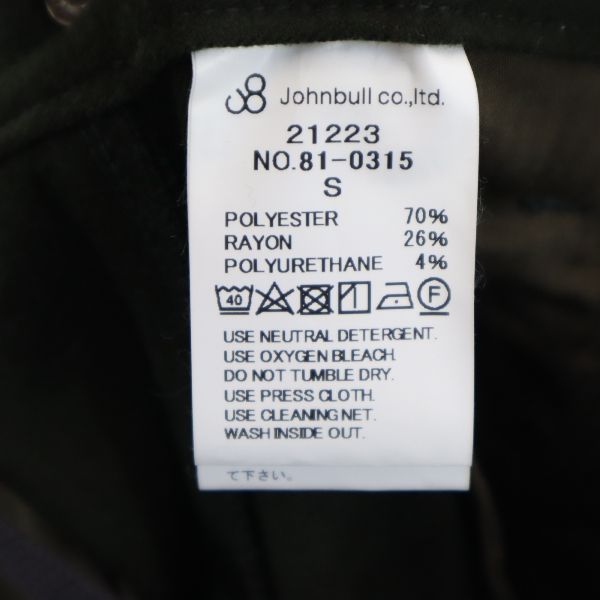 Johnbull co.,ltd.
21223
NO.81-0315
S
POLYESTER 70%
RAYON 26%
POLYURETHANE 4%
40 F
USE NEUTRAL DETERGENT.
USE OXYGEN BLEACH.
DO NOT TUMBLE DRY.
USE PRESS CLOTH.
USE CLEANING NET.
WASH INSIDE OUT.
て下さい。